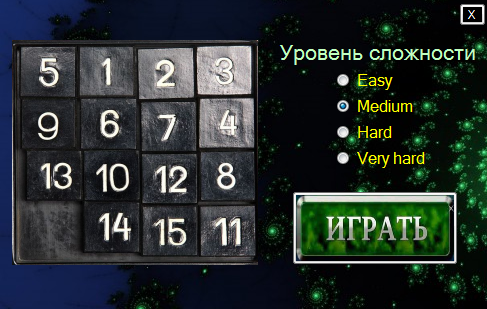 X
Уровень сложности
Easy
Medium
Hard
Very hard
ИГРАТЬ
5 1 2 3
9 6 7 4
13 10 12 8
14 15 11